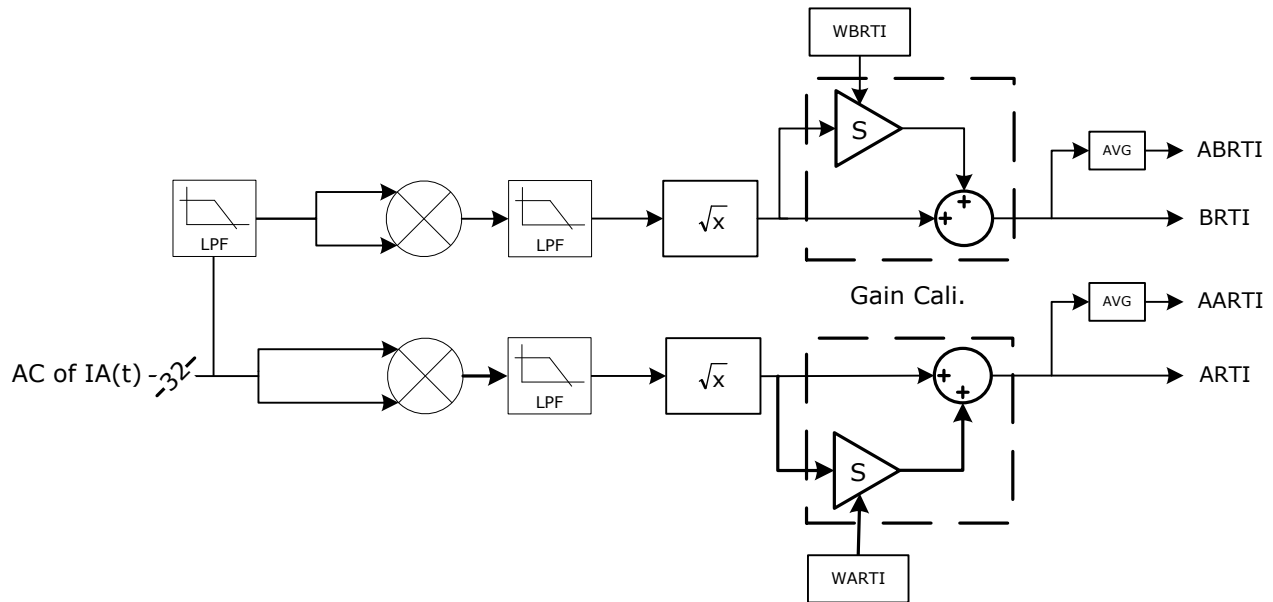 WBRTI
S
AVG
ABRTI
LPF
LPF
√x
+
+
BRTI
Gain Cali.
AVG
AARTI
AC of IA(t)
32
LPF
√x
+
+
ARTI
S
WARTI